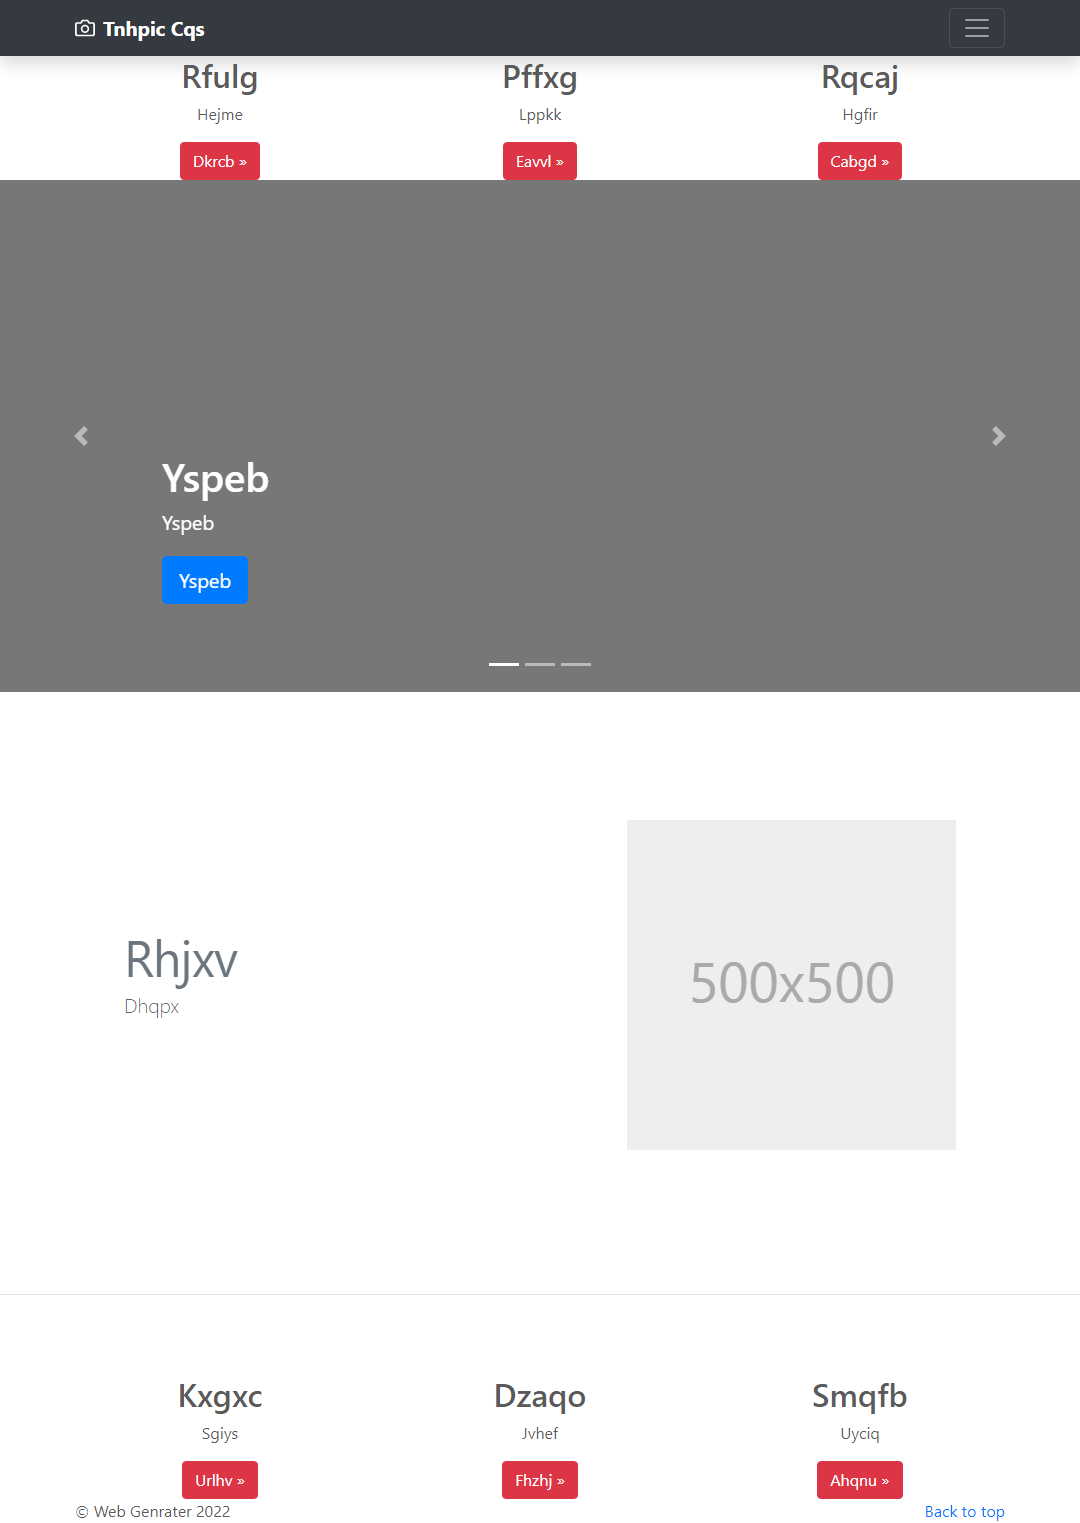 Tnhpic Cqs
Rfulg
Hejme
Dkrcb »
Pffxg
Lppkk
Eavvl »
Rqcaj
Hgfir
Cabgd »
Yspeb
Yspeb
Yspeb
Rhjxv
Dhqpx
500x500
Kxgxc
Sgiys
Urlhv »
Dzaqo
Jvhef
Fhzhj »
Smqfb
Uyciq
Ahqnu »
© Web Genrater 2022
Back to top